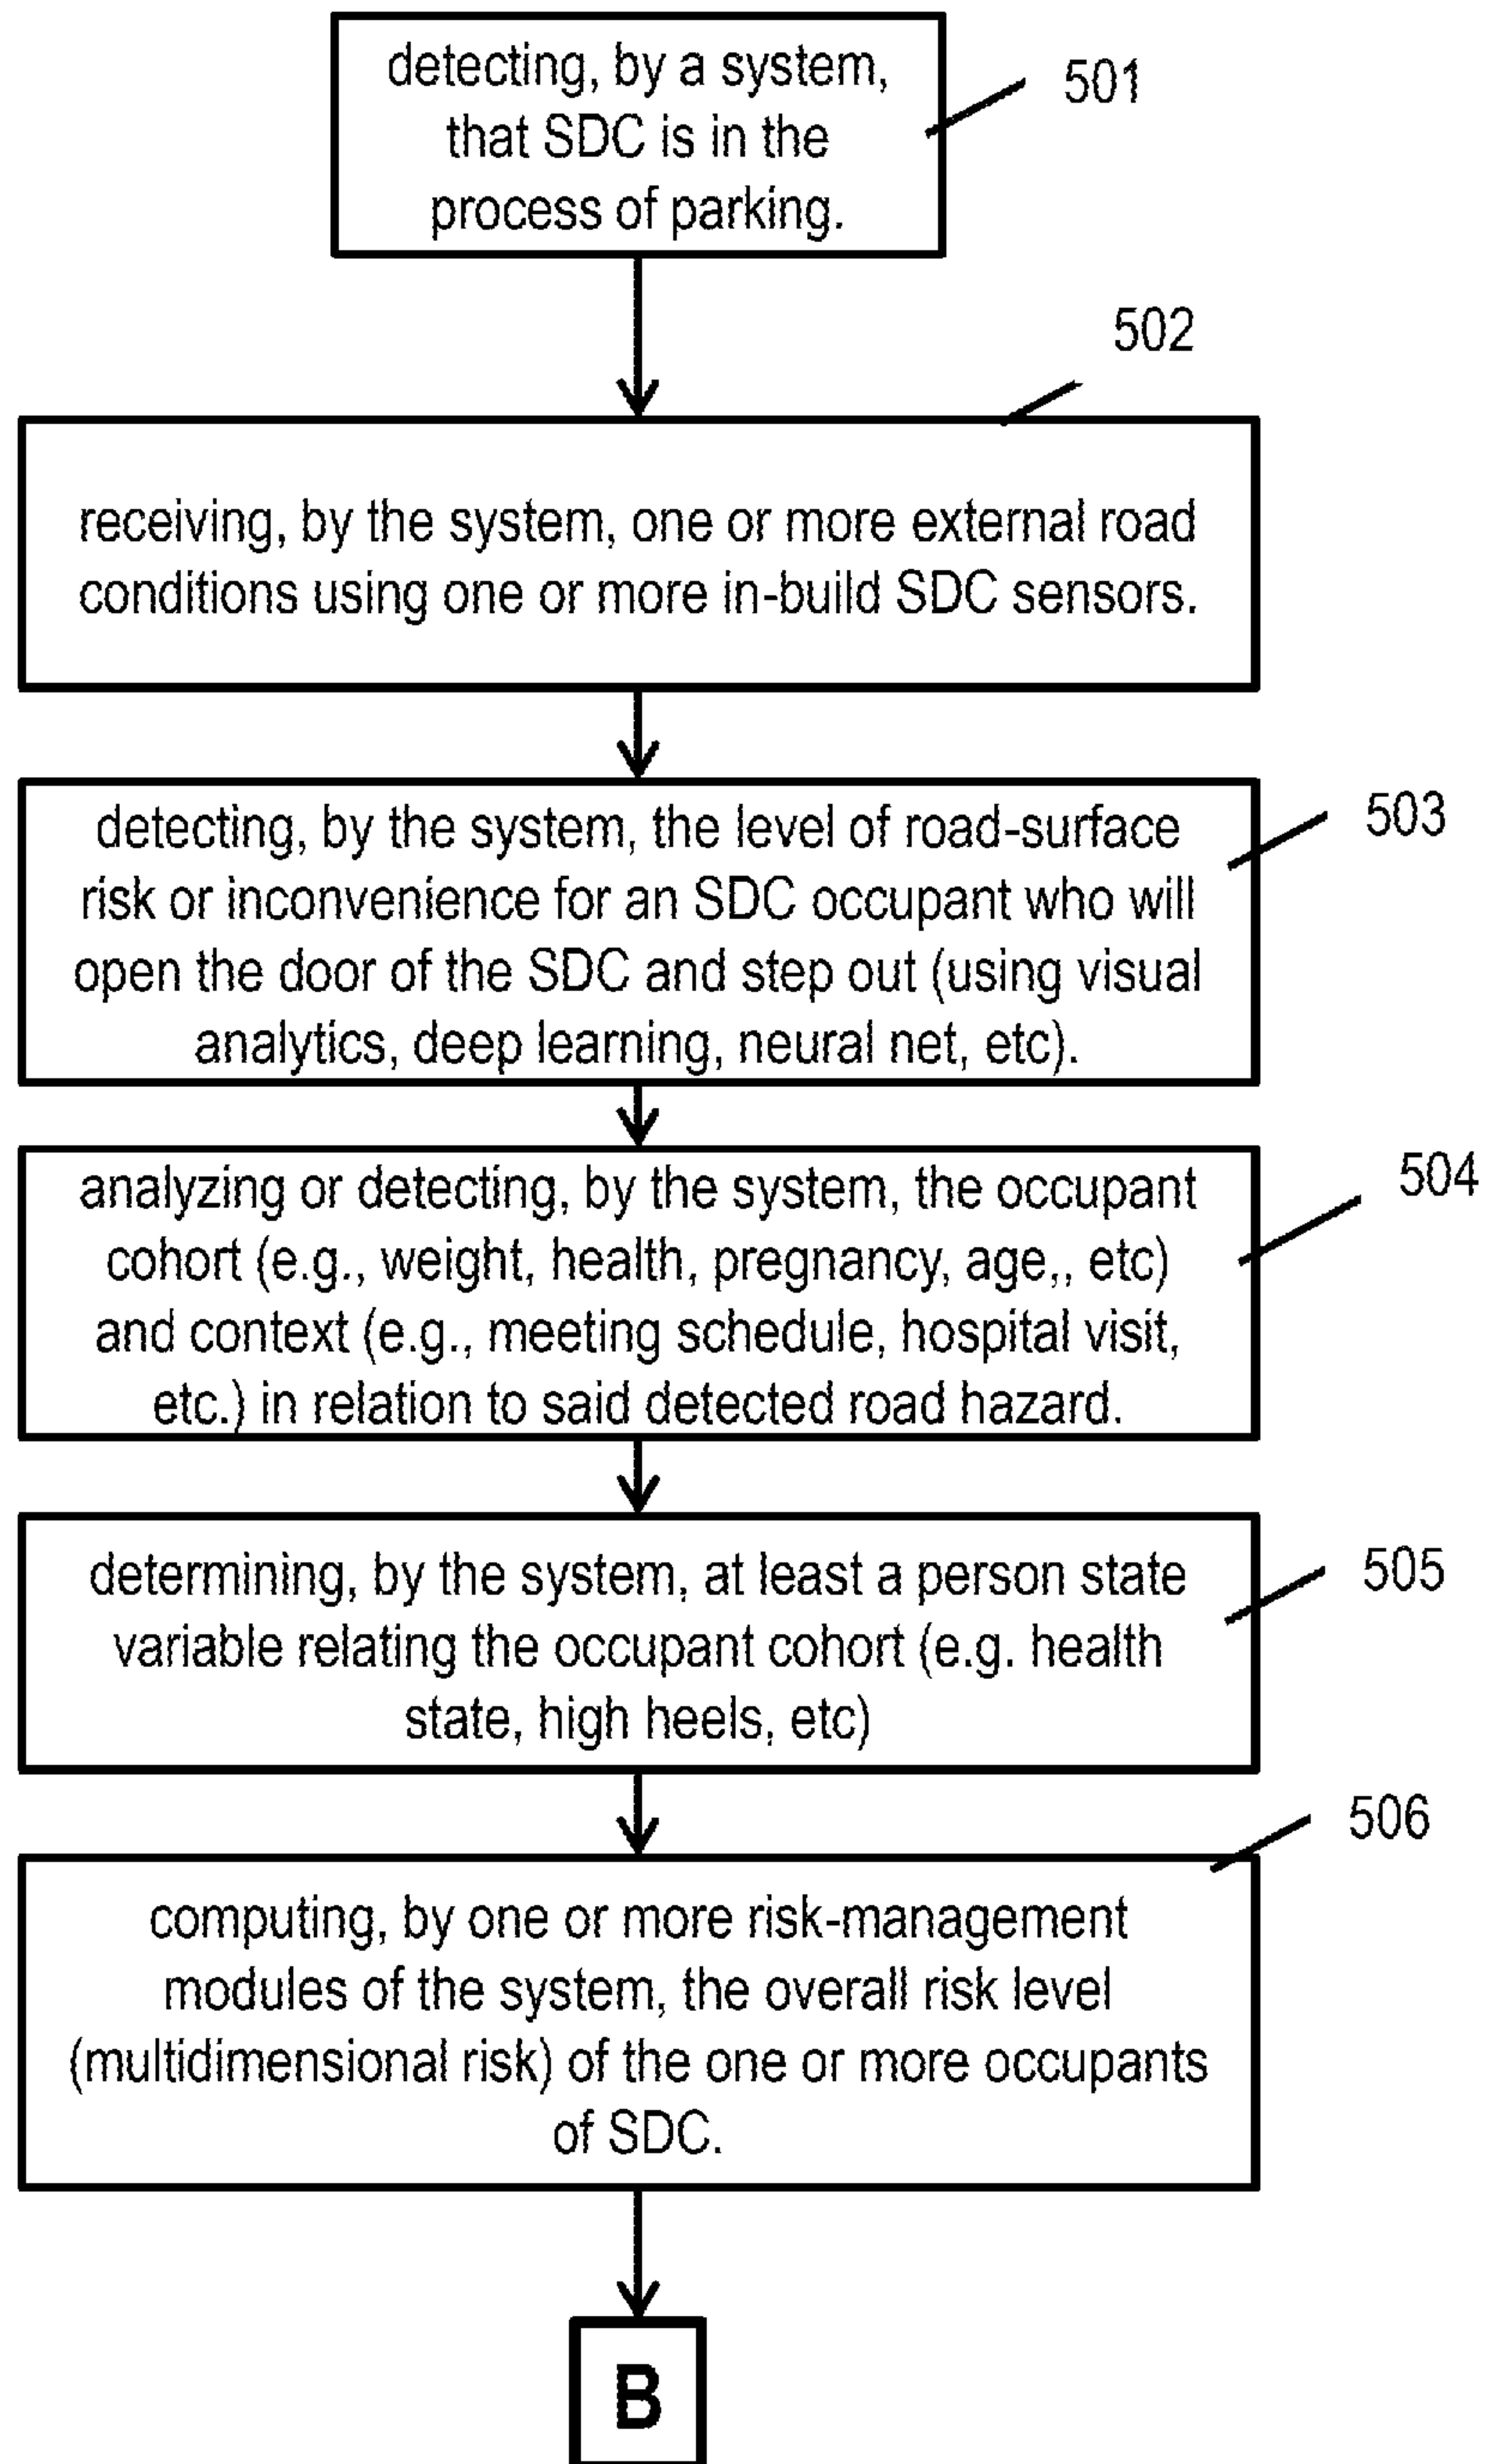 detecting, by a system,
that SDC is in the
process of parking.
501
502
receiving, by the system, one or more external road
conditions using one or more in-build SDC sensors.
detecting, by the system, the level of road-surface
risk or inconvenience for an SDC occupant who will
open the door of the SDC and step out (using visual
analytics, deep learning, neural net, etc).
503
analyzing or detecting, by the system, the occupant
cohort (e.g., weight, health, pregnancy, age,, etc)
and context (e.g., meeting schedule, hospital visit,
etc.) in relation to said detected road hazard.
504
determining, by the system, at least a person state
variable relating the occupant cohort (e.g. health
state, high heels, etc)
505
506
computing, by one or more risk-management
modules of the system, the overall risk level
(multidimensional risk) of the one or more occupants
of SDC.
B